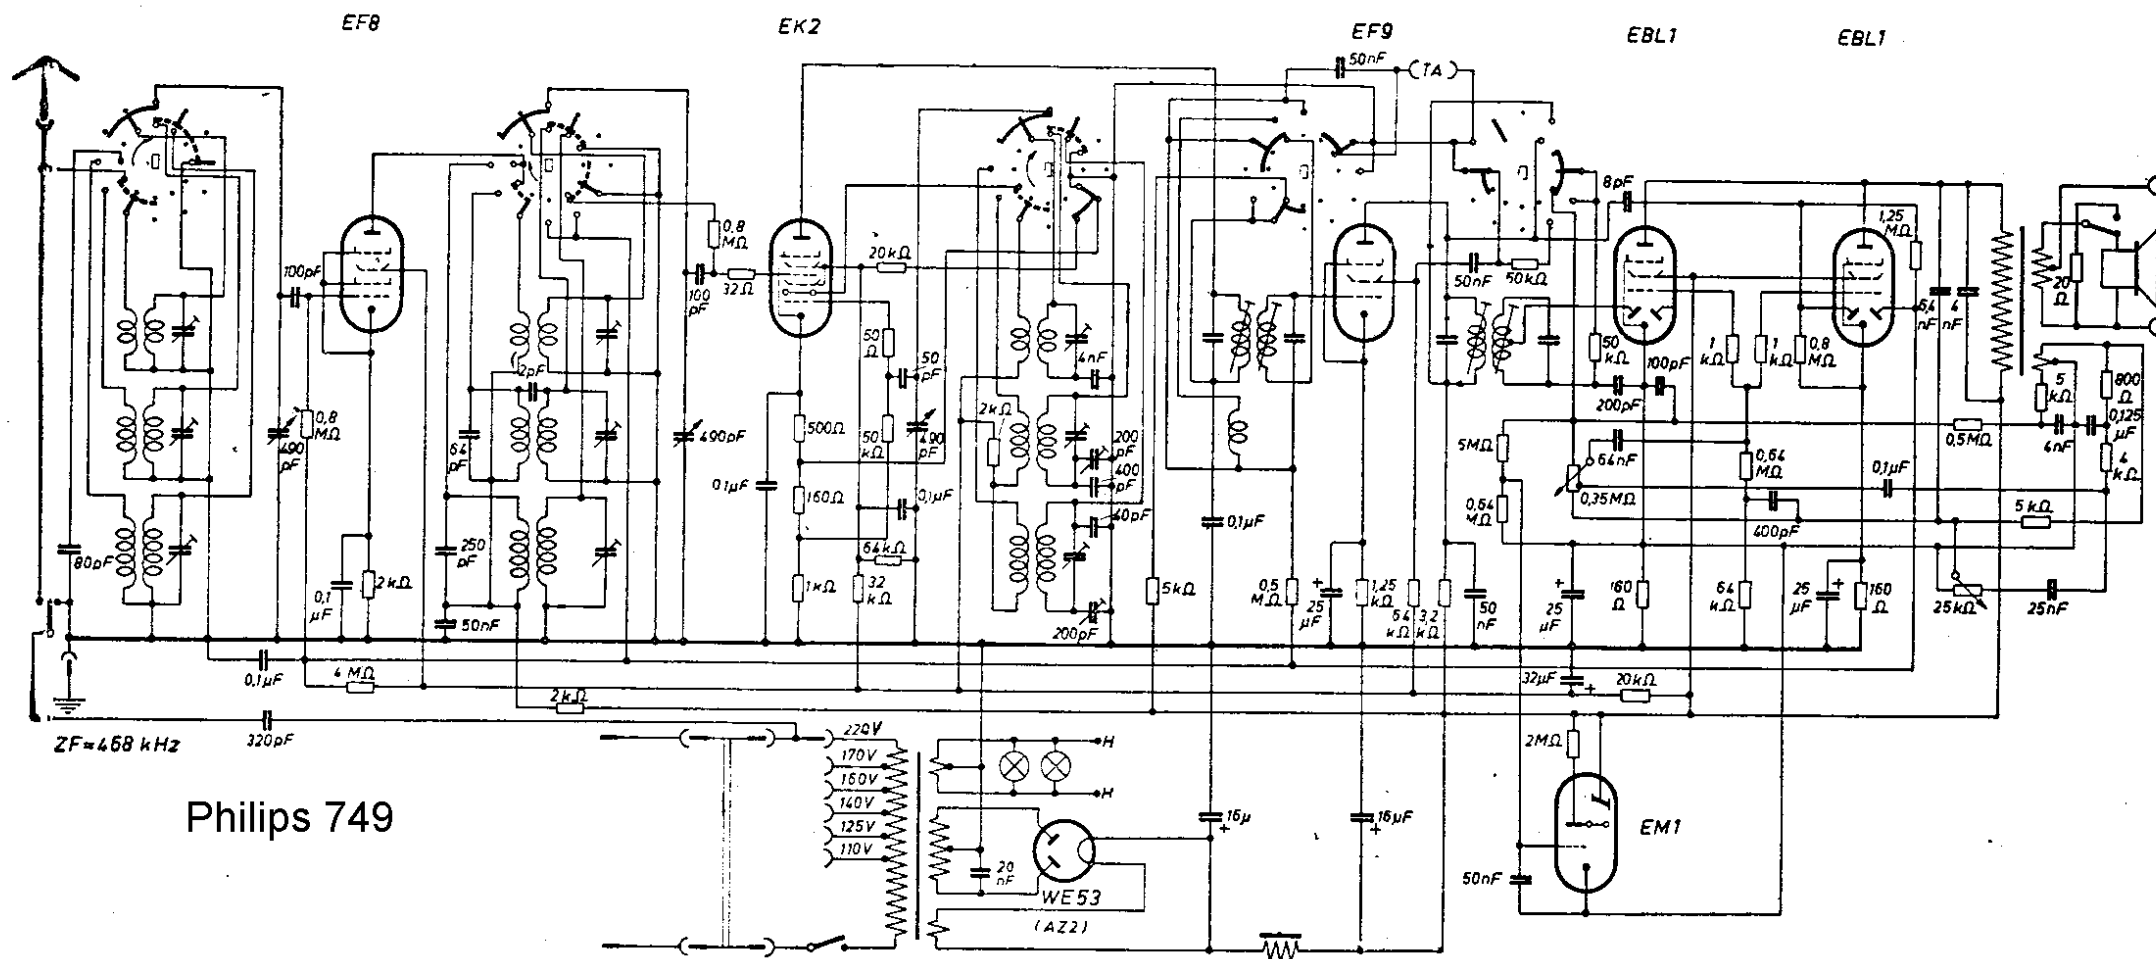 EF8
EK2
EF9
EBL1
EBL1
50nF
(TA)
8pF
1,25
MΩ
0,8
MΩ
20kΩ
100pF
100
pF
32Ω
50nF
50kΩ
6,4
nF
4
nF
20
Ω
50
Ω
50
pF
4nF
2pF
50
kΩ
100pF
1
kΩ
1
kΩ
0,8
MΩ
200pF
5
kΩ
800
Ω
0,8
MΩ
490
pF
64
pF
490pF
500Ω
50
kΩ
490
pF
2kΩ
200
pF
400
pF
5MΩ
64nF
0,5MΩ
4nF
0,125
µF
0,64
MΩ
4
kΩ
0,1µF
160Ω
0,1µF
40pF
0,1µF
0,64
MΩ
0,35MΩ
0,1µF
400pF
5kΩ
80pF
250
pF
64kΩ
0,1
µF
2kΩ
1kΩ
32
kΩ
5kΩ
0,5
MΩ
25
µF
1,25
kΩ
64
kΩ
3,2
kΩ
50
nF
25
µF
160
Ω
64
kΩ
25
µF
160
Ω
25kΩ
25nF
50nF
200pF
0,1µF
4 MΩ
2kΩ
32µF
20kΩ
320pF
ZF=468 kHz
220V
170V
160V
140V
125V
110V
H
H
2MΩ
Philips 749
16µ
16µF
EM1
20
nF
WE53
(AZ2)
50nF